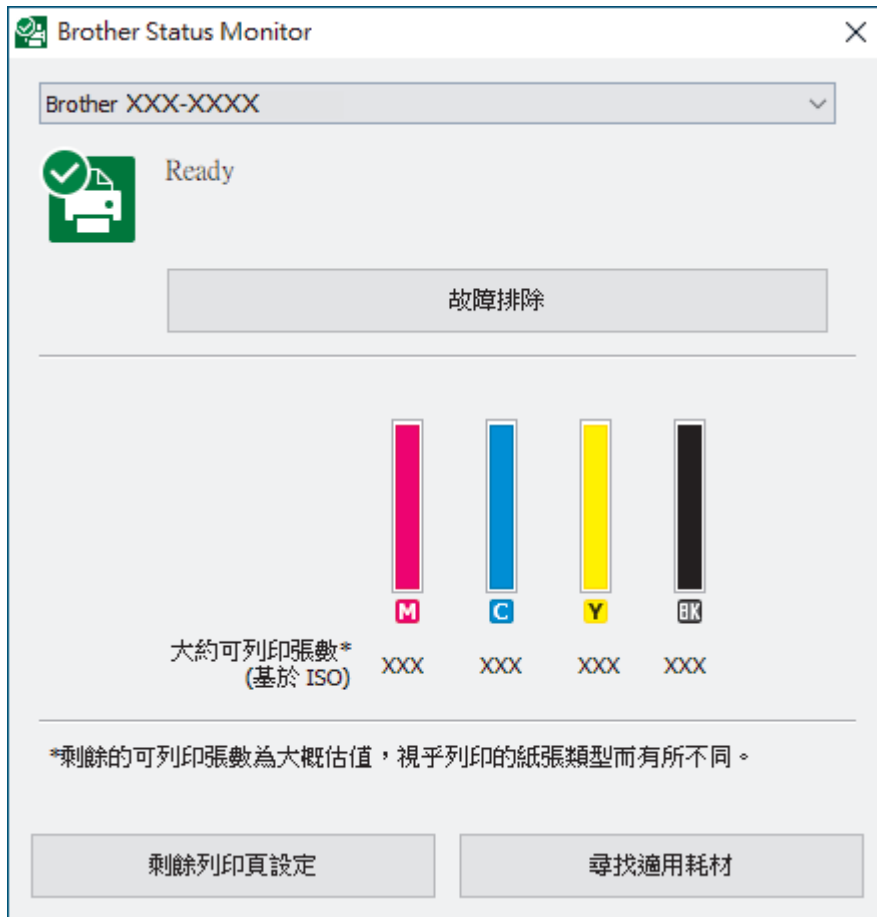 Brother Status Monitor
Brother XXX-XXXX
Ready
故障排除
M C Y BK
大約可列印張數*
(基於 ISO) XXX XXX XXX XXX
*剩餘的可列印張數為大概估值，視乎列印的紙張類型而有所不同。
剩餘列印頁設定 尋找適用耗材